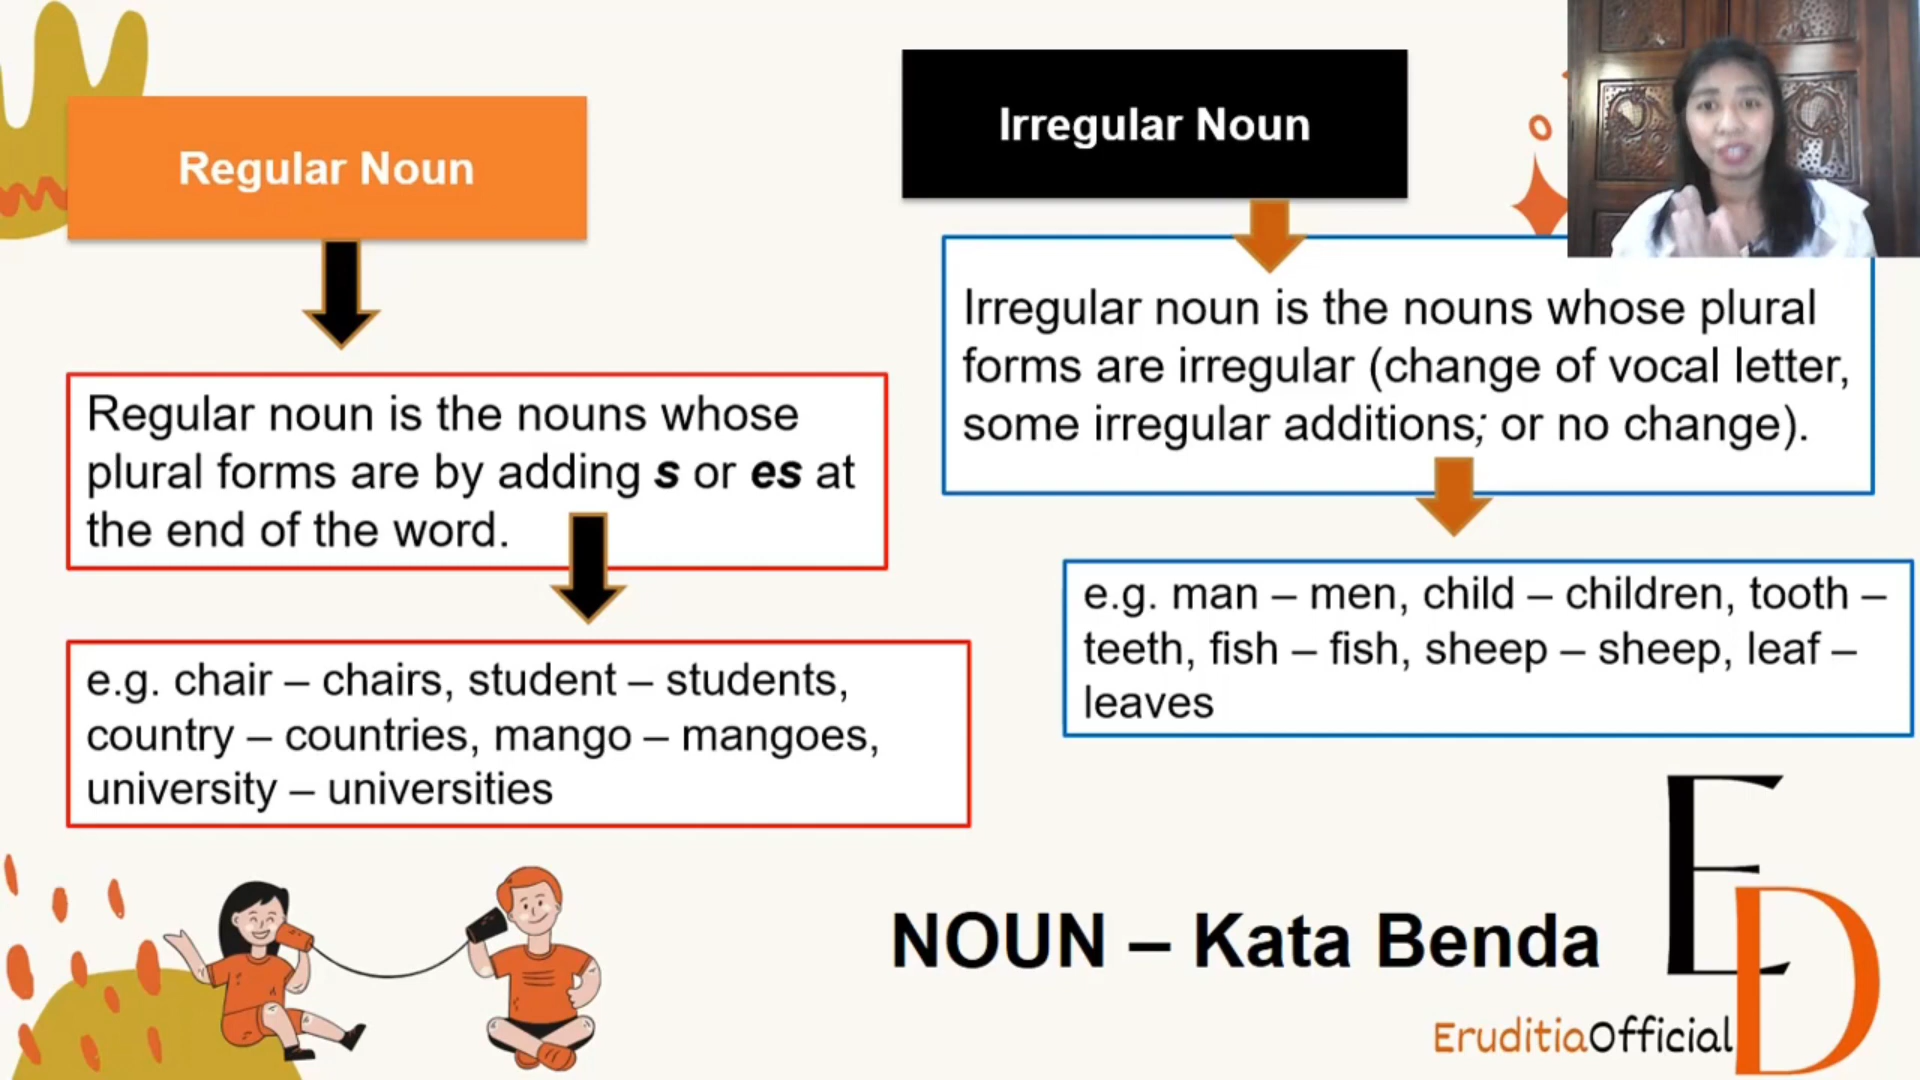 Regular Noun
Regular noun is the nouns whose
plural forms are by adding s or es at
the end of the word.
e.g. chair – chairs, student – students,
country – countries, mango – mangoes,
university – universities
Irregular Noun
Irregular noun is the nouns whose plural
forms are irregular (change of vocal letter,
some irregular additions; or no change).
e.g. man – men, child – children, tooth –
teeth, fish – fish, sheep – sheep, leaf –
leaves
NOUN – Kata Benda
ED
EruditiaOfficial